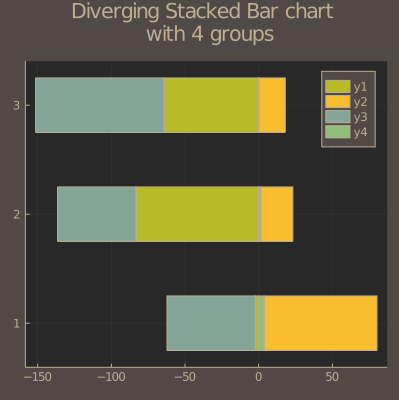 Diverging Stacked Bar chart
with 4 groups
y1
y2
y3
y4
3
2
1
−150 −100 −50 0 50